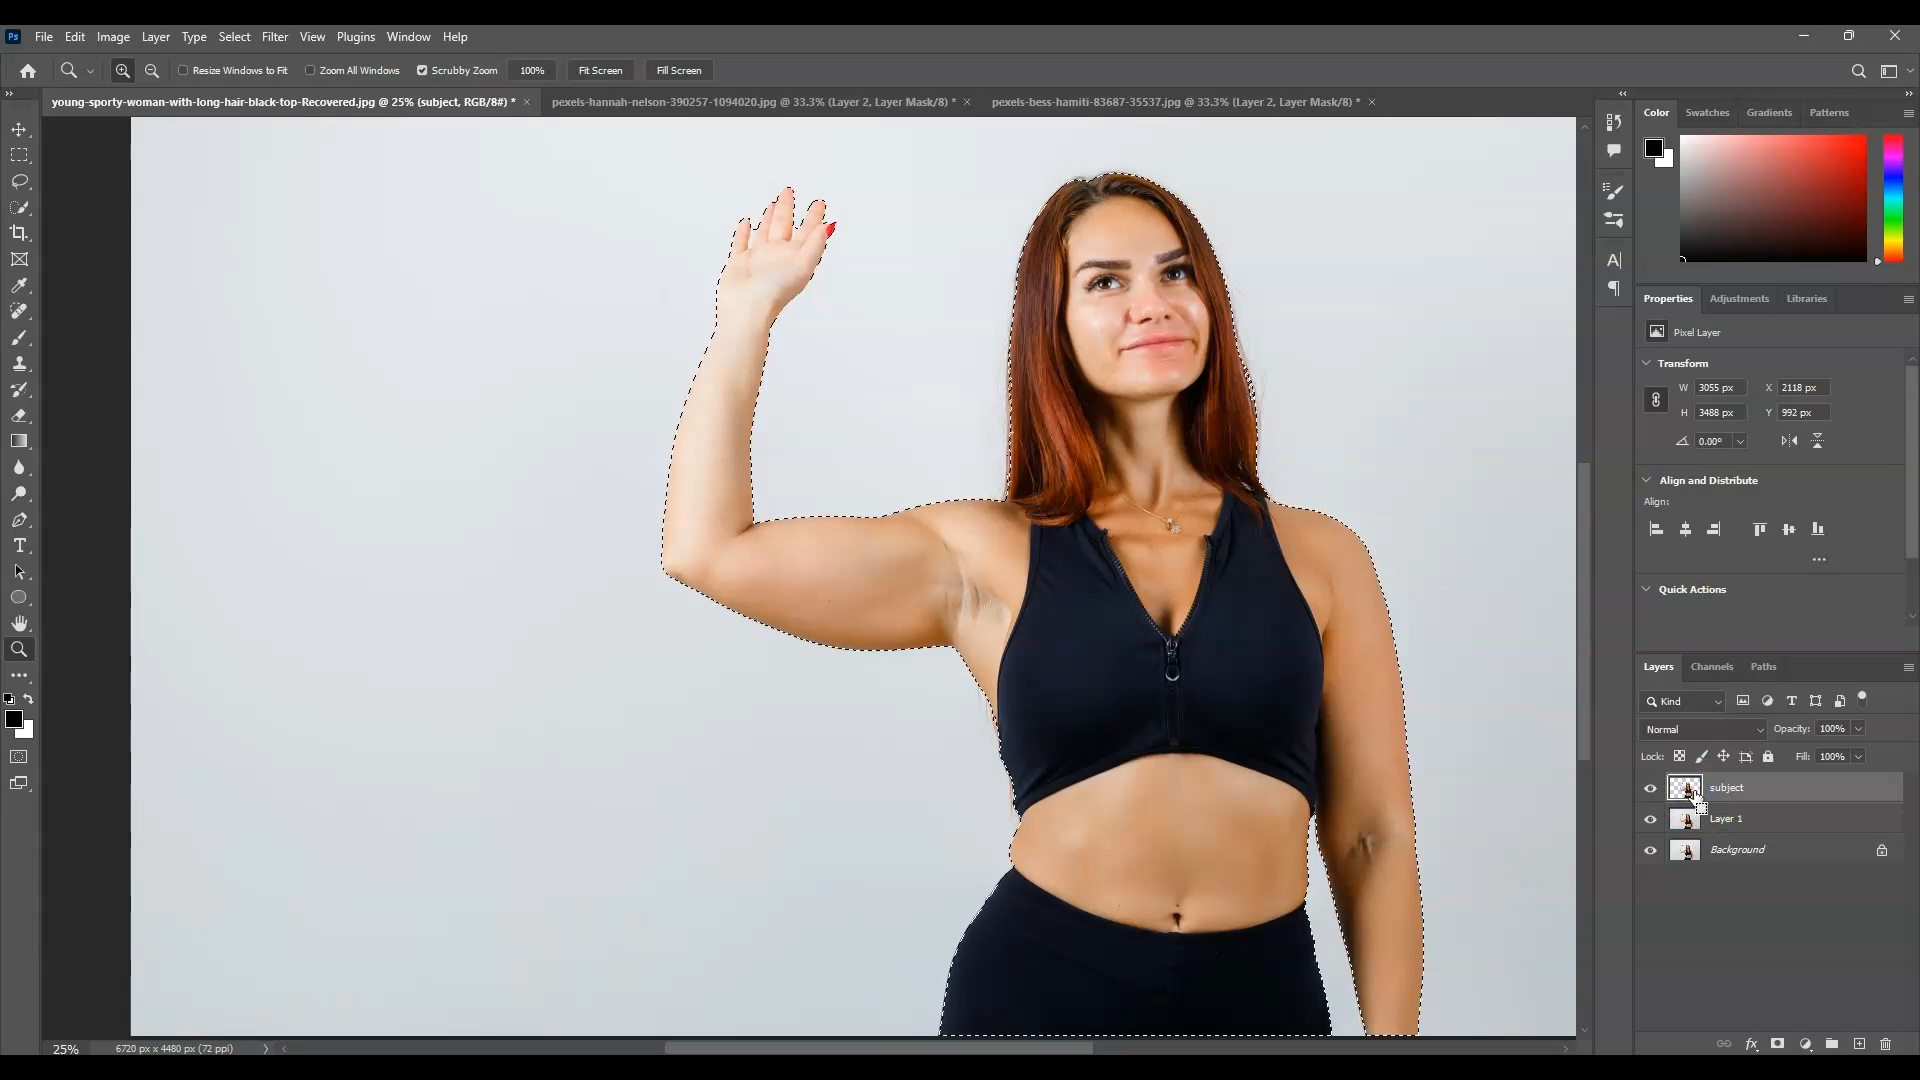 Ps File Edit Image Layer Type Select Filter View Plugins Window Help
Resize Windows to Fit Zoom All Windows Scrubby Zoom 100% Fit Screen Fill Screen
young-sporty-woman-with-long-hair-black-top-Recovered.jpg @ 25% (subject, RGB/8#) * × pexels-hannah-nelson-390257-1094020.jpg @ 33.3% (Layer 2, Layer Mask/8) * × pexels-bess-hamiti-83687-35537.jpg @ 33.3% (Layer 2, Layer Mask/8) * ×
Color Swatches Gradients Patterns
Properties Adjustments Libraries
Pixel Layer
Transform
W 3055 px X 2118 px
H 3488 px Y 992 px
0.00°
Align and Distribute
Align:
Quick Actions
Layers Channels Paths
Kind
Normal Opacity: 100%
Lock: Fill: 100%
subject
Layer 1
Background
25% 6720 px x 4480 px (72 ppi)